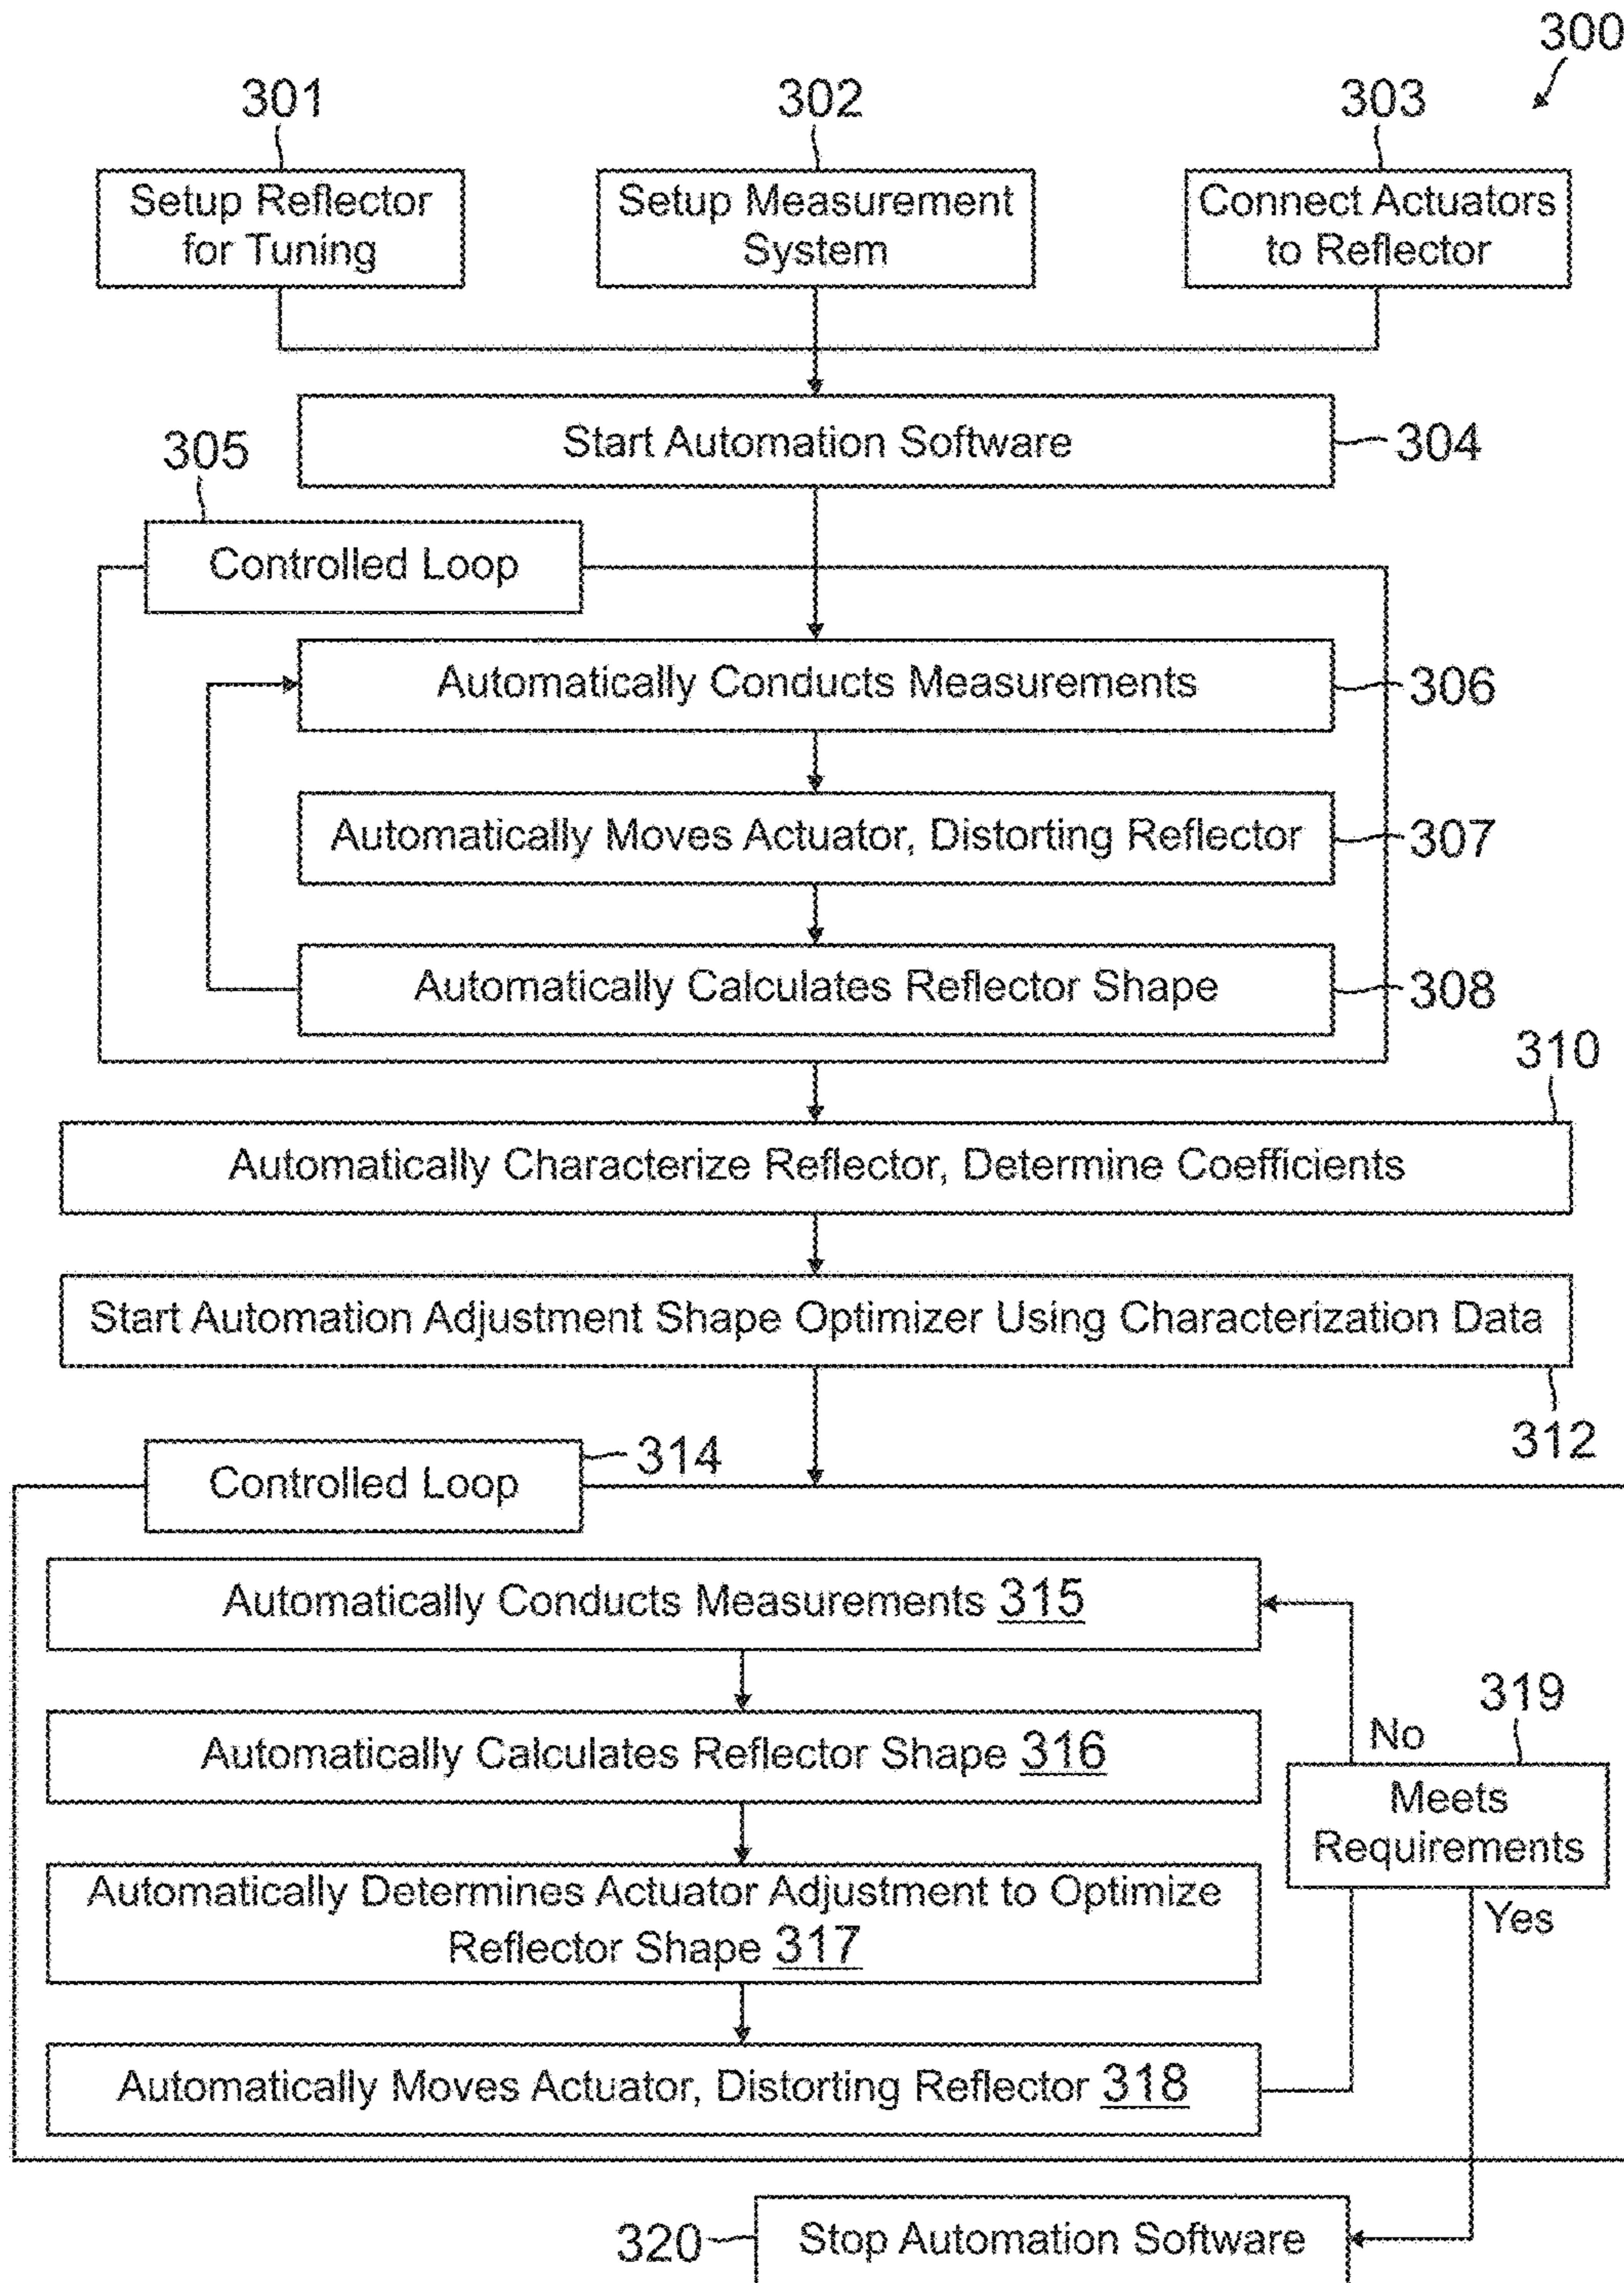 300
301
302
303
Setup Reflector
for Tuning
Setup Measurement
System
Connect Actuators
to Reflector
Start Automation Software
304
305
Controlled Loop
Automatically Conducts Measurements
306
Automatically Moves Actuator, Distorting Reflector
307
Automatically Calculates Reflector Shape
308
310
Automatically Characterize Reflector, Determine Coefficients
Start Automation Adjustment Shape Optimizer Using Characterization Data
312
Controlled Loop
314
Automatically Conducts Measurements 315
Automatically Calculates Reflector Shape 316
Automatically Determines Actuator Adjustment to Optimize
Reflector Shape 317
Automatically Moves Actuator, Distorting Reflector 318
319
No
Meets
Requirements
Yes
320
Stop Automation Software